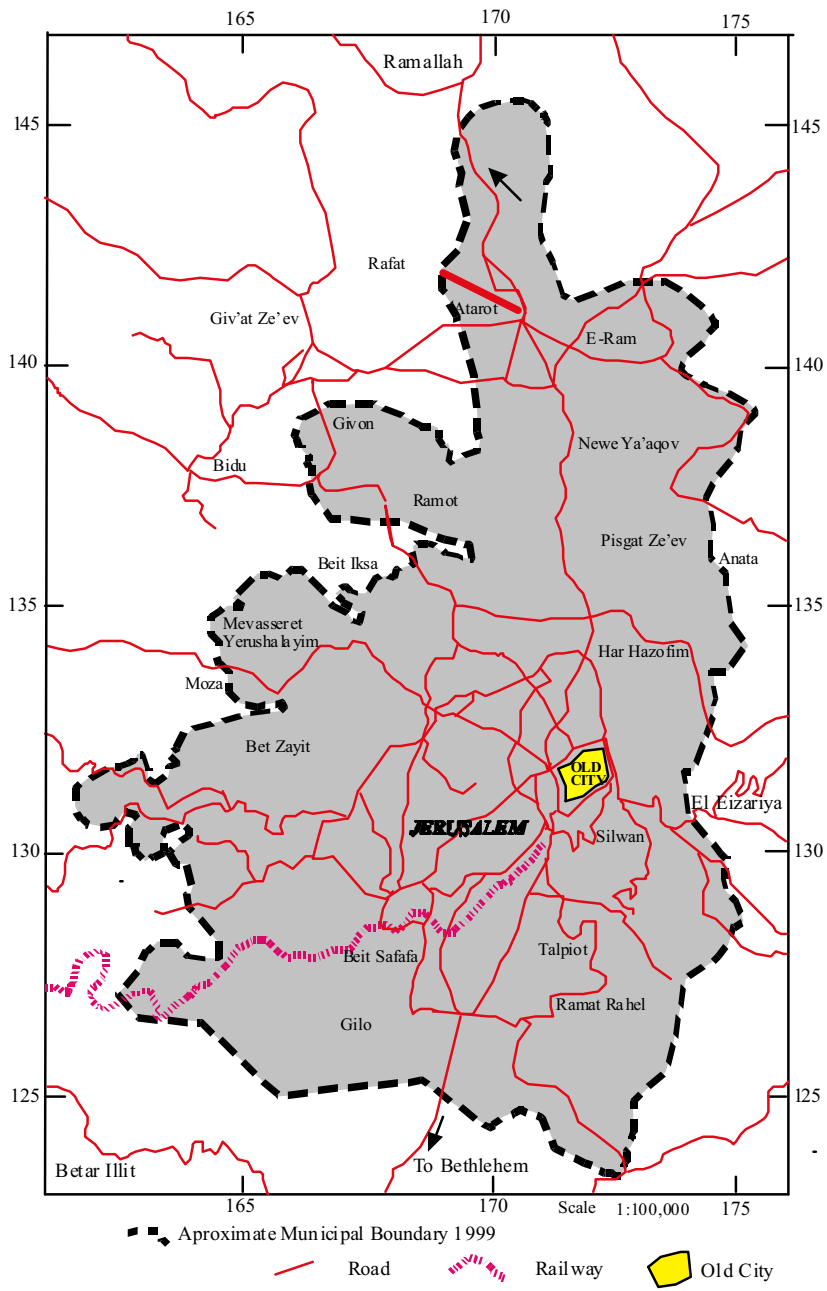 165
170
175
Ramallah
145
145
Rafat
Giv'at Ze'ev
Atarot
E-Ram
140
140
Givon
Newe Ya'aqov
Bidu
Ramot
Pisgat Ze'ev
Anata
Beit Iksa
135
135
Mevasseret
Yerushalayim
Har Hazofim
Moza
Bet Zayit
OLD
CITY
El Eizariya
JERUSALEM
Silwan
130
130
Talpiot
Beit Safafa
Ramat Rahel
Gilo
125
125
Betar Illit
To Bethlehem
165
170
Scale 1:100,000
175
Aproximate Municipal Boundary 1999
Road
Railway
Old City